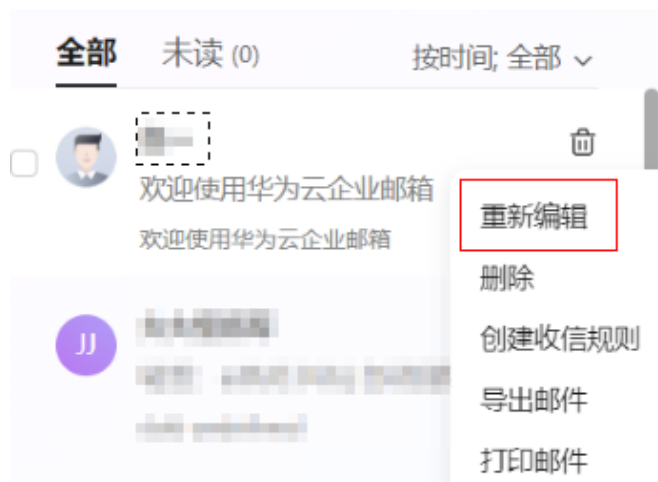 全部 未读 (0) 按时间; 全部
欢迎使用华为云企业邮箱
欢迎使用华为云企业邮箱
重新编辑
删除
JJ
创建收信规则
导出邮件
打印邮件